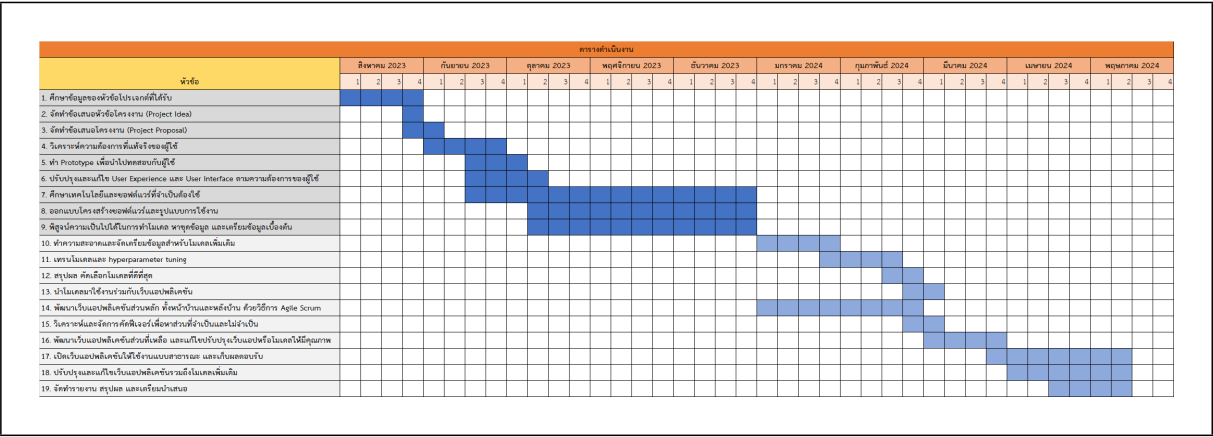 ตารางดำเนินงาน
หัวข้อ
สิงหาคม 2023 กันยายน 2023 ตุลาคม 2023 พฤศจิกายน 2023 ธันวาคม 2023 มกราคม 2024 กุมภาพันธ์ 2024 มีนาคม 2024 เมษายน 2024 พฤษภาคม 2024
1 2 3 4 1 2 3 4 1 2 3 4 1 2 3 4 1 2 3 4 1 2 3 4 1 2 3 4 1 2 3 4 1 2 3 4 1 2 3 4
1. ศึกษาข้อมูลของหัวข้อโปรเจกต์ที่ได้รับ
2. จัดทำข้อเสนอหัวข้อโครงงาน (Project Idea)
3. จัดทำข้อเสนอโครงงาน (Project Proposal)
4. วิเคราะห์ความต้องการที่แท้จริงของผู้ใช้
5. ทำ Prototype เพื่อนำไปทดสอบกับผู้ใช้
6. ปรับปรุงและแก้ไข User Experience และ User Interface ตามความต้องการของผู้ใช้
7. ศึกษาเทคโนโลยีและซอฟต์แวร์ที่จำเป็นต้องใช้
8. ออกแบบโครงสร้างซอฟต์แวร์และรูปแบบการใช้งาน
9. พิสูจน์ความเป็นไปได้ในการทำโมเดล หาชุดข้อมูล และเตรียมข้อมูลเบื้องต้น
10. ทำความสะอาดและจัดเตรียมข้อมูลสำหรับโมเดลเพิ่มเติม
11. เทรนโมเดลและ hyperparameter tuning
12. สรุปผล คัดเลือกโมเดลที่ดีที่สุด
13. นำโมเดลมาใช้งานร่วมกับเว็บแอปพลิเคชัน
14. พัฒนาเว็บแอปพลิเคชันส่วนหลัก ทั้งหน้าบ้านและหลังบ้าน ด้วยวิธีการ Agile Scrum
15. วิเคราะห์และจัดการคัดฟีเจอร์เพื่อหาส่วนที่จำเป็นและไม่จำเป็น
16. พัฒนาเว็บแอปพลิเคชันส่วนที่เหลือ และแก้ไขปรับปรุงเว็บแอปหรือโมเดลให้มีคุณภาพ
17. เปิดเว็บแอปพลิเคชันให้ใช้งานแบบสาธารณะ และเก็บผลตอบรับ
18. ปรับปรุงและแก้ไขเว็บแอปพลิเคชันรวมถึงโมเดลเพิ่มเติม
19. จัดทำรายงาน สรุปผล และเตรียมนำเสนอ